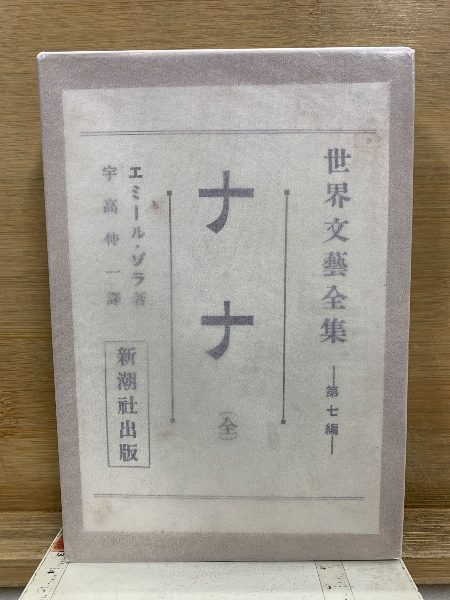 世界文藝全集
―第七編―
ナナ
(全)
エミール・ゾラ著
宇高伸一譯
新潮社出版